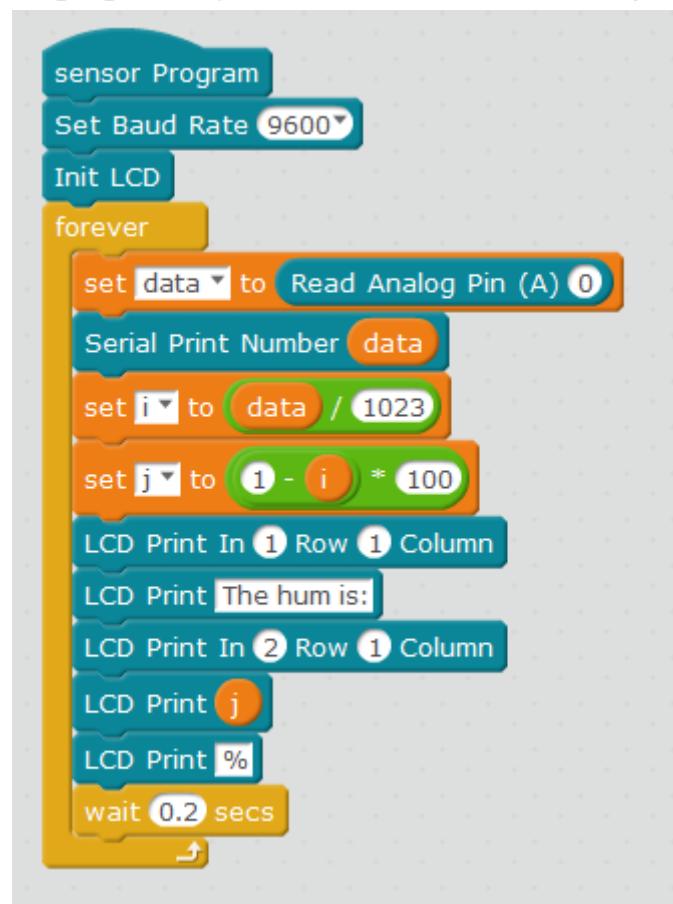 sensor Program
Set Baud Rate 9600
Init LCD
forever
set data to Read Analog Pin (A) 0
Serial Print Number data
set i to data / 1023
set j to 1 - i * 100
LCD Print In 1 Row 1 Column
LCD Print The hum is:
LCD Print In 2 Row 1 Column
LCD Print j
LCD Print %
wait 0.2 secs